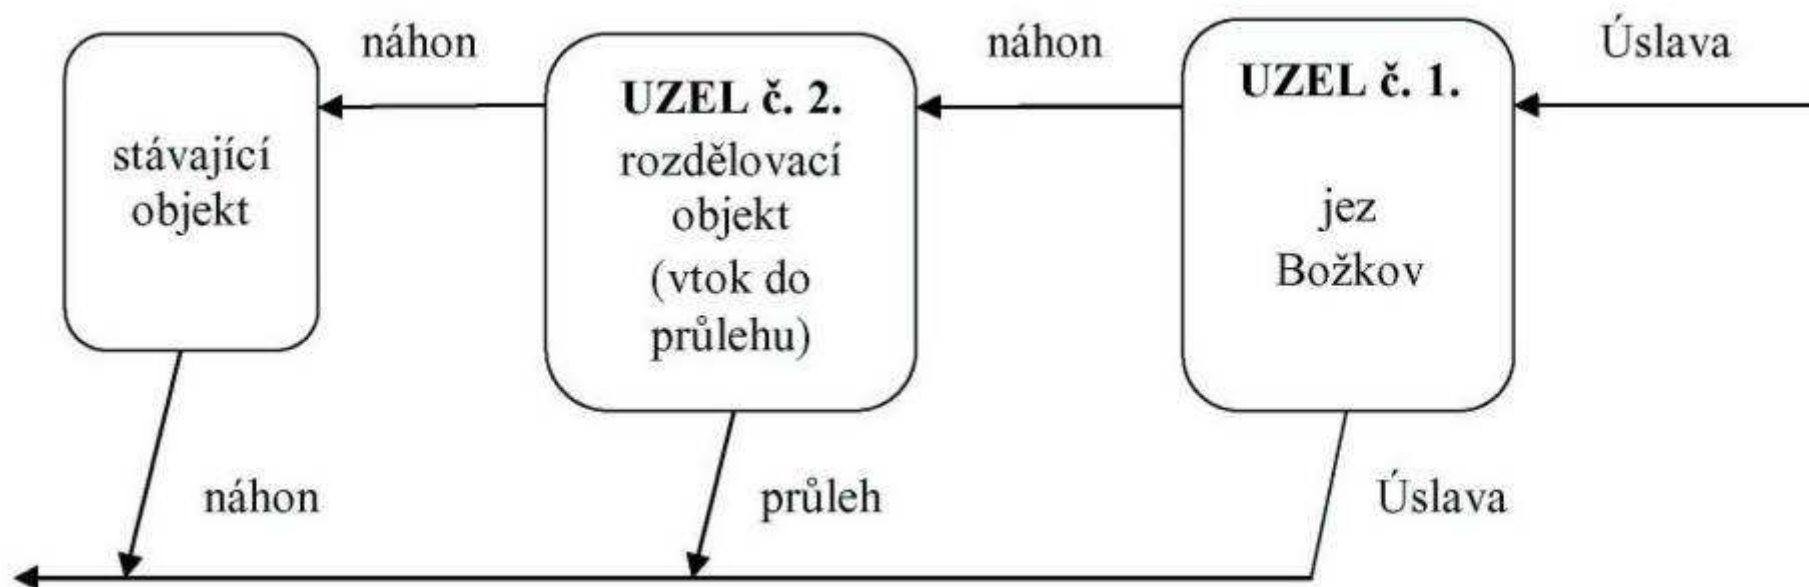 náhon
náhon
Úslava
stávající
objekt
UZEL č. 2.
rozdělovací
objekt
(vtok do
průlehu)
UZEL č. 1.
jez
Božkov
náhon
průleh
Úslava